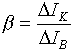 β = ΔI_K / ΔI_B